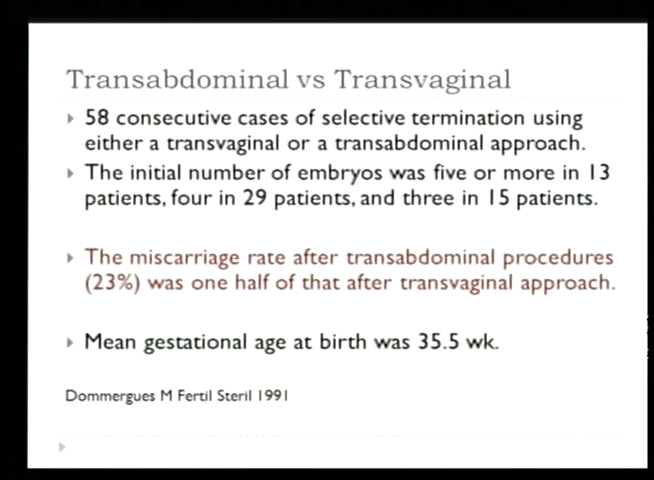 Transabdominal vs Transvaginal
58 consecutive cases of selective termination using
either a transvaginal or a transabdominal approach.
The initial number of embryos was five or more in 13
patients, four in 29 patients, and three in 15 patients.
The miscarriage rate after transabdominal procedures
(23%) was one half of that after transvaginal approach.
Mean gestational age at birth was 35.5 wk.
Dommergues M Fertil Steril 1991